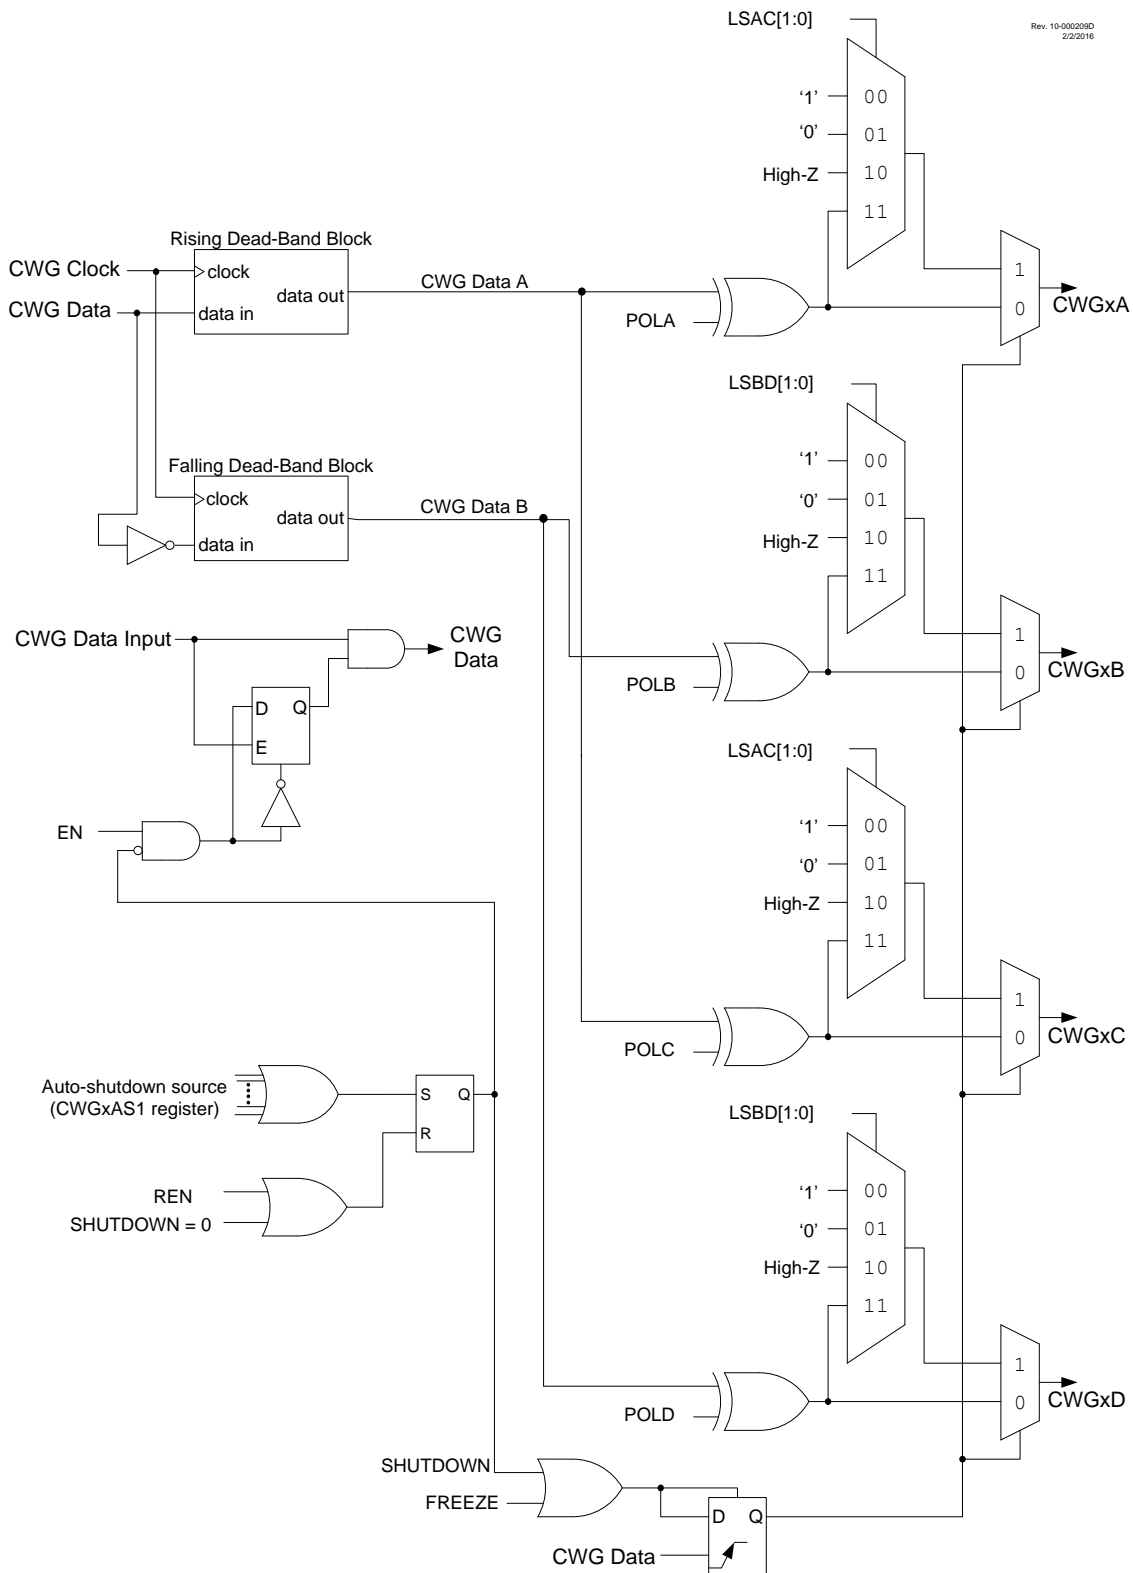 LSAC[1:0]
Rev. 10-000209D
2/2/2016
‘1’
00
‘0’
01
High-Z
10
11
Rising Dead-Band Block
CWG Clock
clock
CWG Data
data in
data out
CWG Data A
POLA
1
0
CWGxA
LSBD[1:0]
‘1’
00
‘0’
01
High-Z
10
11
Falling Dead-Band Block
clock
data out
data in
CWG Data B
POLB
1
0
CWGxB
CWG Data Input
CWG
Data
D
Q
E
EN
LSAC[1:0]
‘1’
00
‘0’
01
High-Z
10
11
POLC
1
0
CWGxC
Auto-shutdown source
(CWGxAS1 register)
S
Q
R
REN
SHUTDOWN = 0
LSBD[1:0]
‘1’
00
‘0’
01
High-Z
10
11
POLD
1
0
CWGxD
SHUTDOWN
FREEZE
D
Q
CWG Data